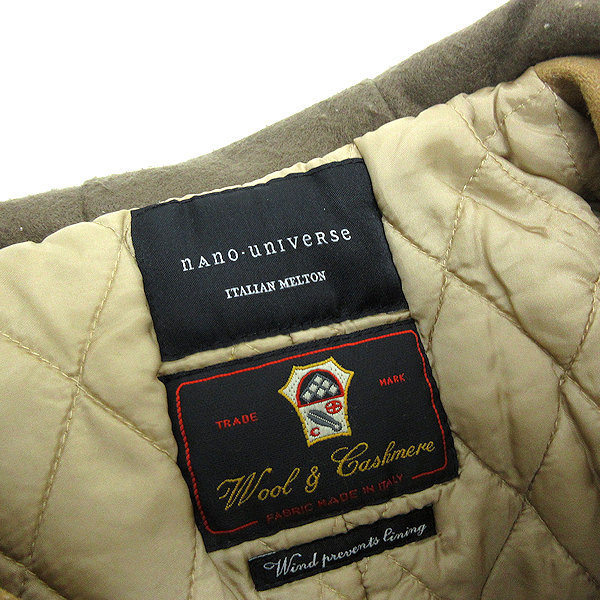 nano·universe
ITALIAN MELTON
TRADE MARK
C
Wool & Cashmere
FABRIC MADE IN ITALY
Wind prevents lining